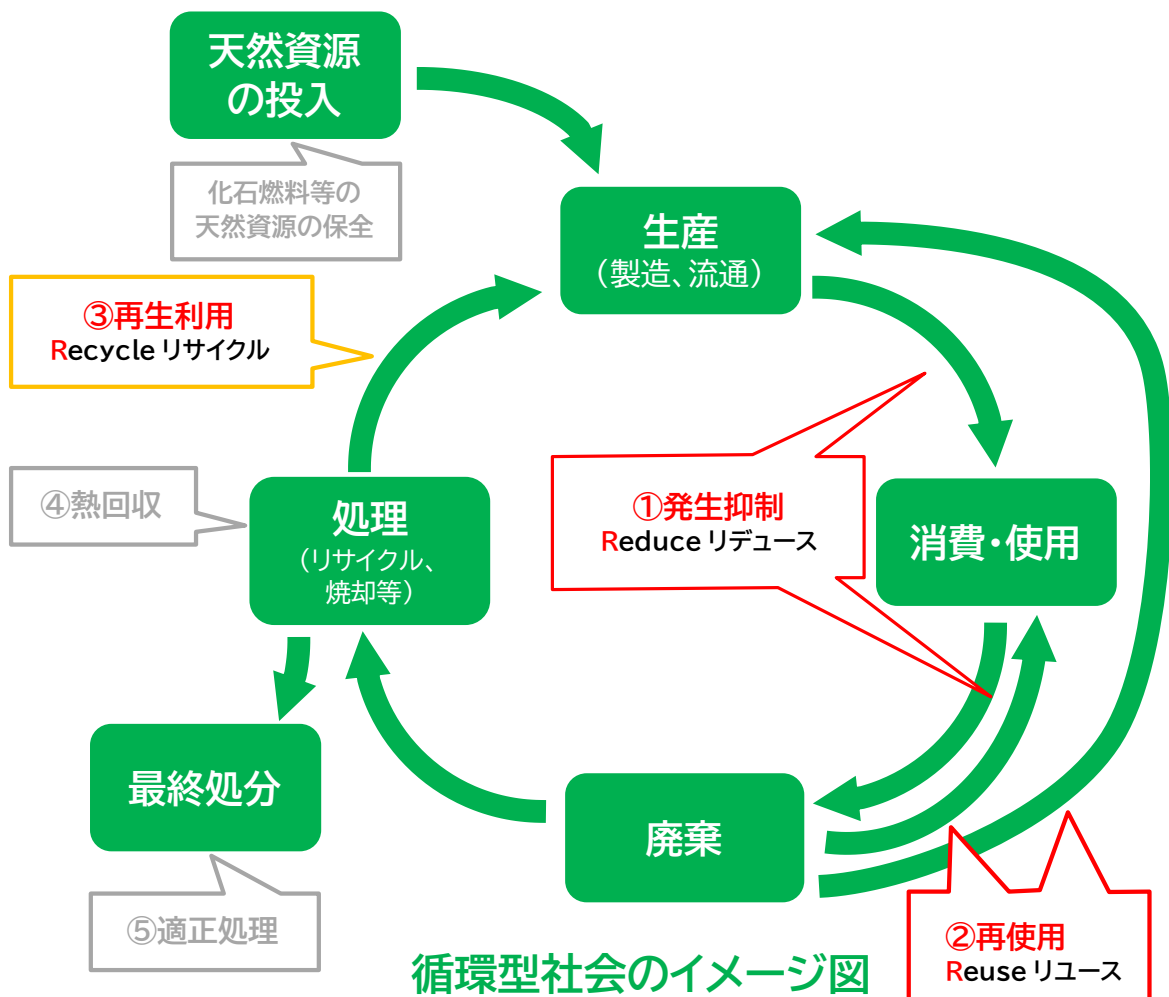 天然資源
の投入
化石燃料等の
天然資源の保全
生産
（製造、流通）
③再生利用
Recycle リサイクル
④熱回収
処理
（リサイクル、
焼却等）
①発生抑制
Reduce リデュース
消費・使用
最終処分
廃棄
⑤適正処理
②再使用
Reuse リユース
循環型社会のイメージ図